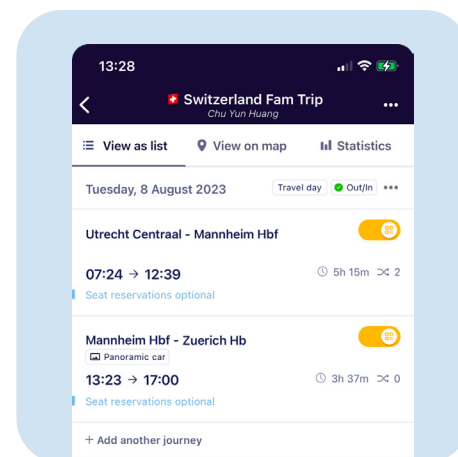 13:28
Switzerland Fam Trip
Chu Yun Huang
View as list View on map Statistics
Tuesday, 8 August 2023 Travel day Out/In
Utrecht Centraal - Mannheim Hbf
07:24 → 12:39 5h 15m 2
Seat reservations optional
Mannheim Hbf - Zuerich Hb
Panoramic car
13:23 → 17:00 3h 37m 0
Seat reservations optional
+ Add another journey